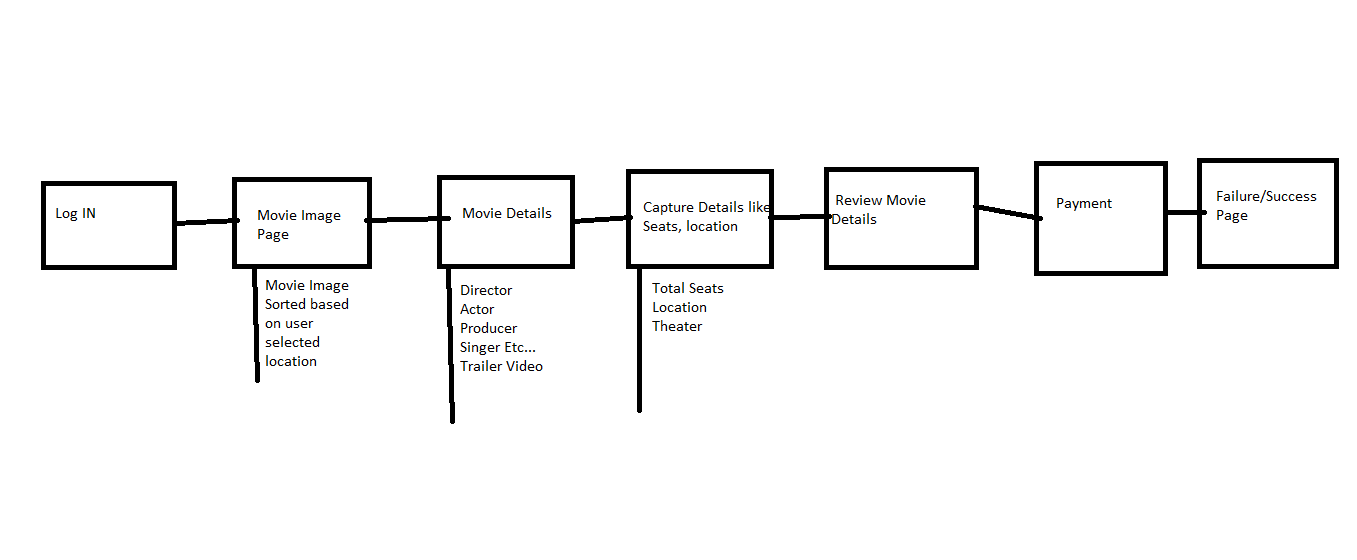 Log IN
Movie Image
Page
Movie Details
Capture Details like
Seats, location
Review Movie
Details
Payment
Failure/Success
Page
Movie Image
Sorted based
on user
selected
location
Director
Actor
Producer
Singer Etc...
Trailer Video
Total Seats
Location
Theater